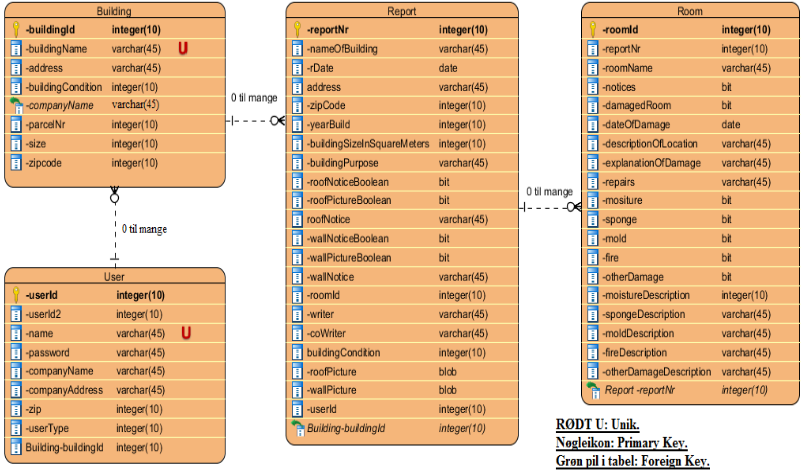 Building
-buildingId integer(10)
-buildingName varchar(45) U
-address varchar(45)
-buildingCondition integer(10)
-companyName varchar(45)
-parcelNr integer(10)
-size integer(10)
-zipcode integer(10)
0 til mange
0 til mange
User
-userId integer(10)
-userId2 integer(10)
-name varchar(45) U
-password varchar(45)
-companyName varchar(45)
-companyAddress varchar(45)
-zip integer(10)
-userType integer(10)
Building-buildingId integer(10)
Report
-reportNr integer(10)
-nameOfBuilding varchar(45)
-rDate date
address varchar(45)
-zipCode integer(10)
-yearBuild integer(10)
-buildingSizeInSquareMeters integer(10)
-buildingPurpose varchar(45)
-roofNoticeBoolean bit
-roofPictureBoolean bit
roofNotice varchar(45)
-wallNoticeBoolean bit
-wallPictureBoolean bit
-wallNotice varchar(45)
-roomId integer(10)
-writer varchar(45)
-coWriter varchar(45)
buildingCondition integer(10)
-roofPicture blob
-wallPicture blob
-userId integer(10)
Building-buildingId integer(10)
0 til mange
Room
-roomId integer(10)
-reportNr integer(10)
-roomName varchar(45)
-notices bit
-damagedRoom bit
-dateOfDamage date
-descriptionOfLocation varchar(45)
-explanationOfDamage varchar(45)
-repairs varchar(45)
-mositure bit
-sponge bit
-mold bit
-fire bit
-otherDamage bit
-moistureDescription integer(10)
-spongeDescription varchar(45)
-moldDescription varchar(45)
-fireDescription varchar(45)
-otherDamageDescription varchar(45)
Report -reportNr integer(10)
RØDT U: Unik.
Nøgleikon: Primary Key.
Grøn pil i tabel: Foreign Key.